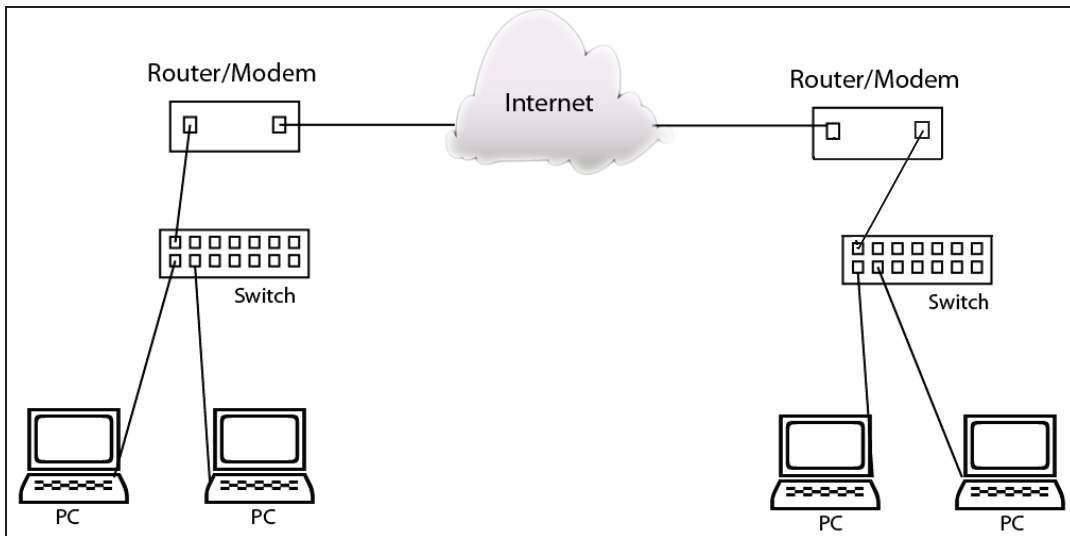 Router/Modem
Internet
Router/Modem
Switch
Switch
PC
PC
PC
PC